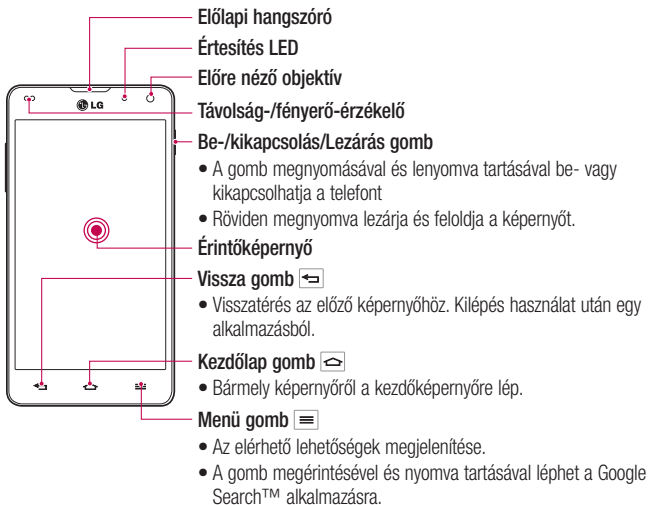 Előlapi hangszóró
Értesítés LED
Előre néző objektív
Távolság-/fényerő-érzékelő
LG
Be-/kikapcsolás/Lezárás gomb
• A gomb megnyomásával és lenyomva tartásával be- vagy
kikapcsolhatja a telefont
• Röviden megnyomva lezárja és feloldja a képernyőt.
Érintőképernyő
Vissza gomb
• Visszatérés az előző képernyőhöz. Kilépés használat után egy
alkalmazásból.
Kezdőlap gomb
• Bármely képernyőről a kezdőképernyőre lép.
Menü gomb
• Az elérhető lehetőségek megjelenítése.
• A gomb megérintésével és nyomva tartásával léphet a Google
Search™ alkalmazásra.